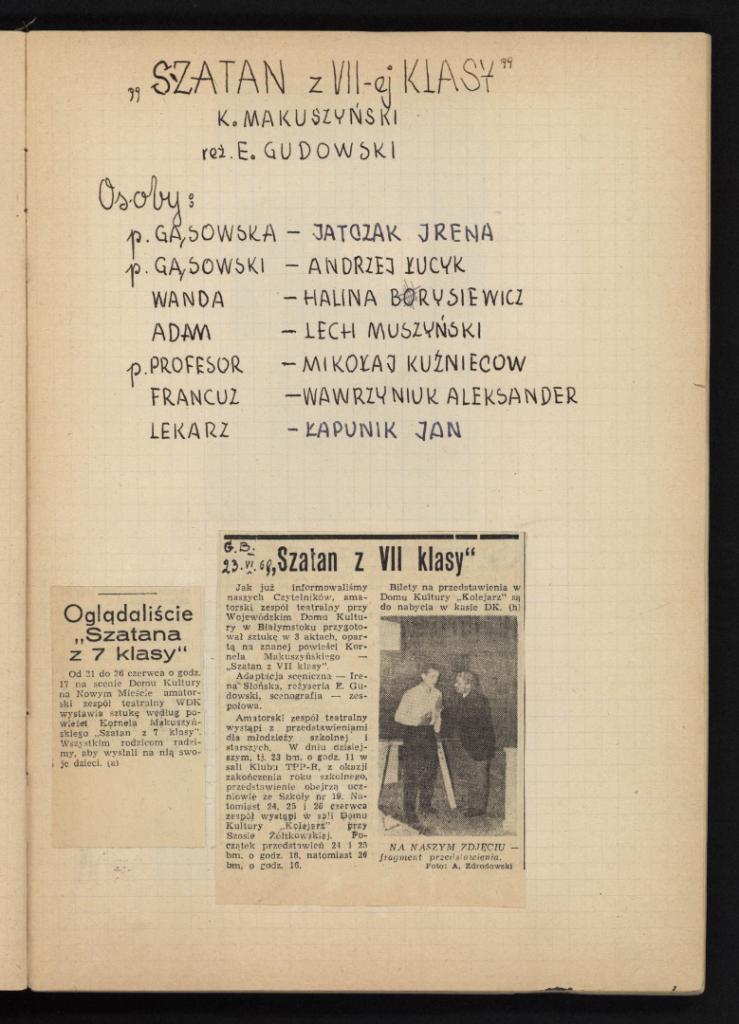 „SZATAN z VII-ej KLASY"
K. MAKUSZYŃSKI
reż. E. GUDOWSKI
Osoby:
p. GĄSOWSKA – JATCZAK JRENA
p. GĄSOWSKI – ANDRZEJ ŁUCYK
WANDA – HALINA BORYSIEWICZ
ADAM – LECH MUSZYŃSKI
p. PROFESOR – MIKOŁAJ KUŹNIECOW
FRANCUZ – WAWRZYNIUK ALEKSANDER
LEKARZ – ŁAPUNIK JAN
Oglądaliście
„Szatana
z 7 klasy"
Od 21 do 26 czerwca o godz.
17 na scenie Domu Kultury
na Nowym Mieście amator-
ski zespół teatralny WDK
wystawia sztukę według po-
wieści Kornela Makuszyń-
skiego „Szatan z 7 klasy".
Wszystkim rodzicom radzi-
my, aby wysłali na nią swo-
je dzieci. (a)
G.B.
23.VI.69
„Szatan z VII klasy"
Jak już informowaliśmy
naszych Czytelników, ama-
torski zespół teatralny przy
Wojewódzkim Domu Kultu-
ry w Białymstoku przygoto-
wał sztukę w 3 aktach, opar-
tą na znanej powieści Kor-
nela Makuszyńskiego —
„Szatan z VII klasy".
Adaptacja sceniczna — Ire-
na Słońska, reżyseria E. Gu-
dowski, scenografia — zes-
połowa.
Amatorski zespół teatralny
wystąpi z przedstawieniami
dla młodzieży szkolnej i
starszych. W dniu dzisiej-
szym, tj. 23 bm. o godz. 11 w
sali Klubu TPP-R, z okazji
zakończenia roku szkolnego,
przedstawienie obejrzą ucz-
niowie ze Szkoły nr 19. Na-
tomiast 24, 25 i 26 czerwca
zespół wystąpi w sali Domu
Kultury „Kolejarz" przy
Szosie Żółtkowskiej. Po-
czątek przedstawień 24 i 25
bm. o godz. 18, natomiast 26
bm. o godz. 16.
Bilety na przedstawienia w
Domu Kultury „Kolejarz" są
do nabycia w kasie DK. (h)
NA NASZYM ZDJĘCIU —
fragment przedstawienia.
Foto: A. Zdrodowski